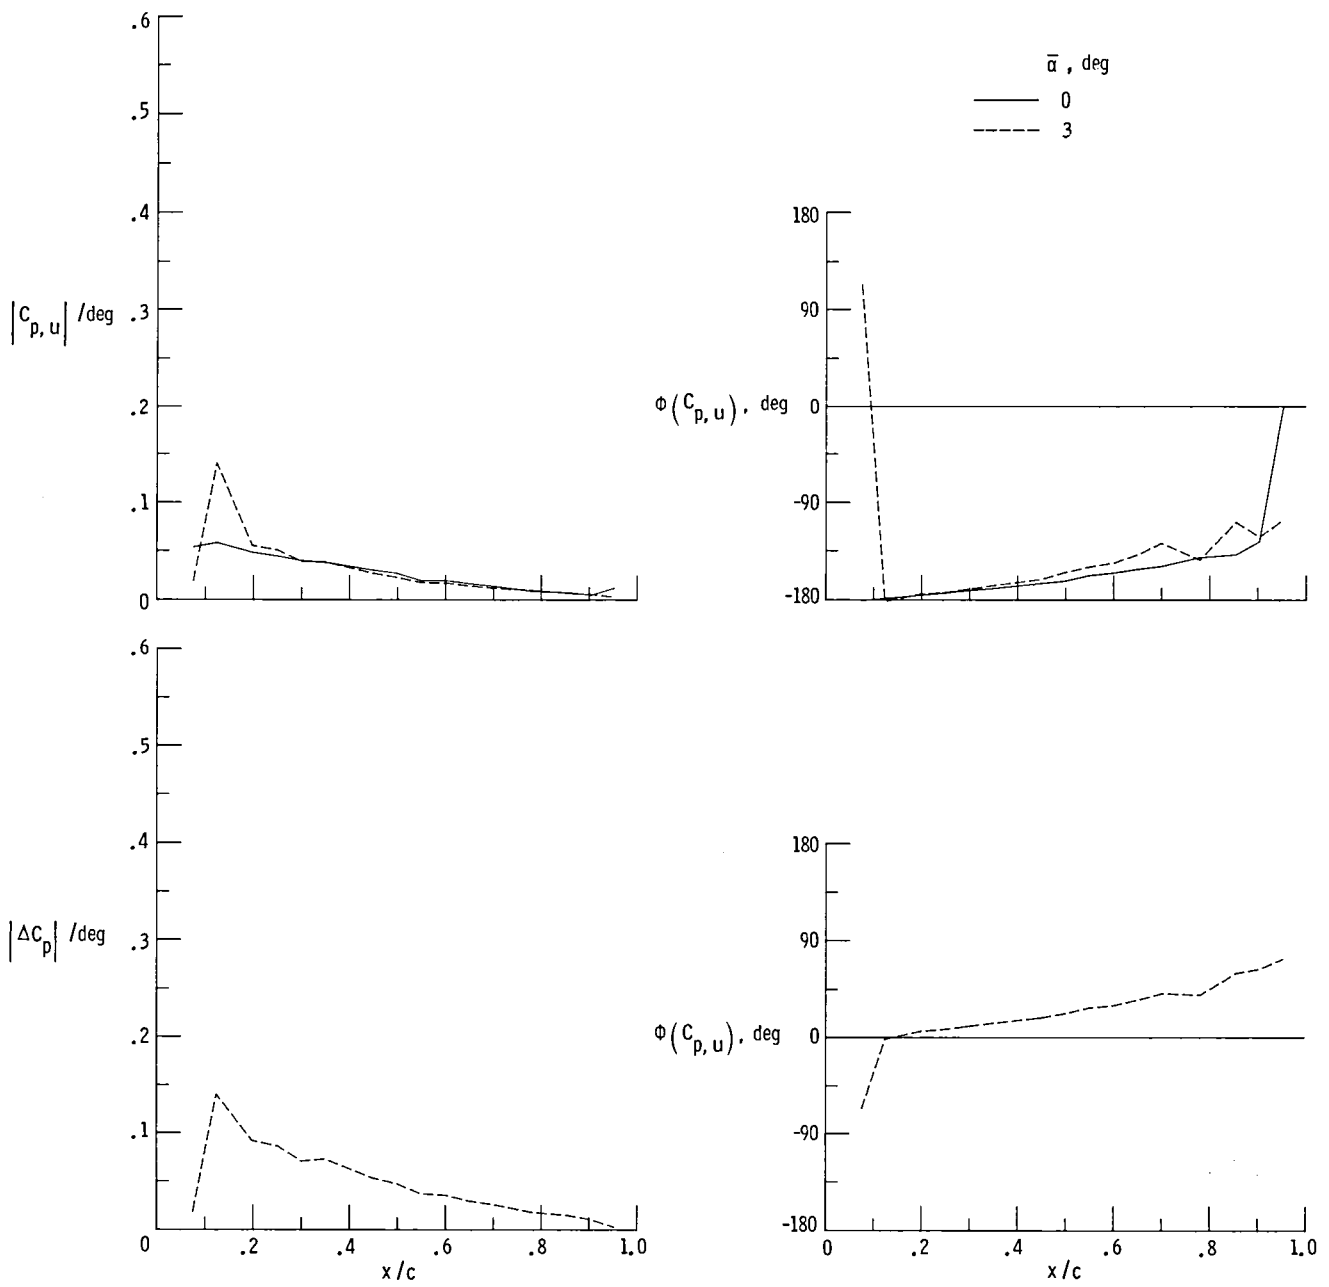 .6
.5
.4
|C_p, u| /deg .3
.2
.1
0
ᾱ , deg
0
3
180
90
Φ(C_p, u), deg 0
-90
-180
.6
.5
.4
|ΔC_p| /deg .3
.2
.1
0 .2 .4 .6 .8 1.0
x/c
180
90
Φ(C_p, u), deg 0
-90
-180
0 .2 .4 .6 .8 1.0
x/c